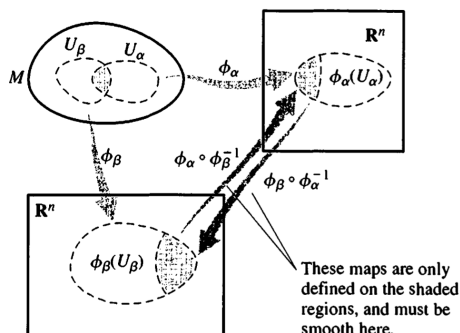 R^n
U_β U_α
M
ϕ_α
ϕ_α(U_α)
ϕ_β
ϕ_α ∘ ϕ_β^{-1}
ϕ_β ∘ ϕ_α^{-1}
R^n
ϕ_β(U_β)
These maps are only
defined on the shaded
regions, and must be
smooth here.